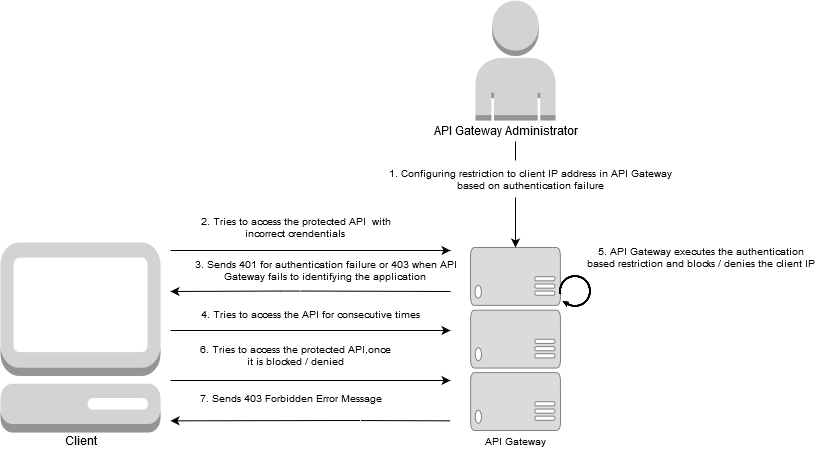 API Gateway Administrator
1. Configuring restriction to client IP address in API Gateway
based on authentication failure
2. Tries to access the protected API with
incorrect crendentials
3. Sends 401 for authentication failure or 403 when API
Gateway fails to identifying the application
4. Tries to access the API for consecutive times
5. API Gateway executes the authentication
based restriction and blocks / denies the client IP
6. Tries to access the protected API,once
it is blocked / denied
7. Sends 403 Forbidden Error Message
Client
API Gateway